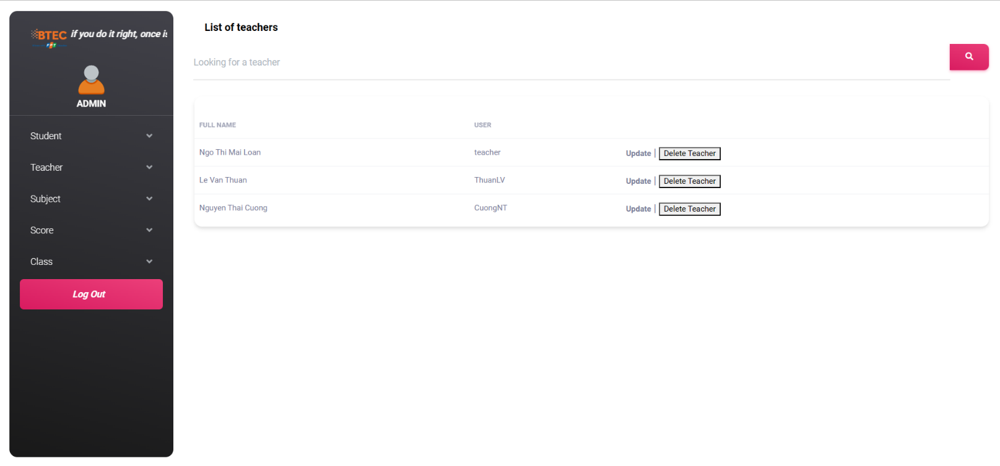 BTEC if you do it right, once is
FPT
ADMIN
Student
Teacher
Subject
Score
Class
Log Out
List of teachers
Looking for a teacher
FULL NAME USER
Ngo Thi Mai Loan teacher Update | Delete Teacher
Le Van Thuan ThuanLV Update | Delete Teacher
Nguyen Thai Cuong CuongNT Update | Delete Teacher